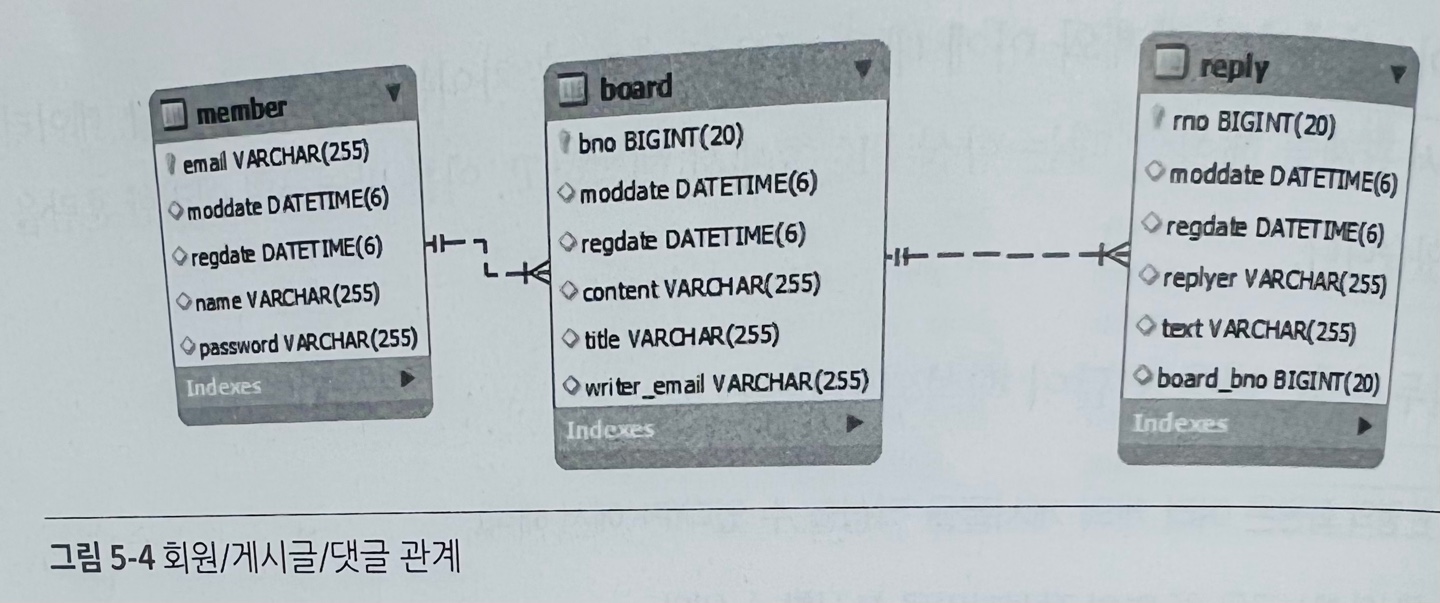 member
email VARCHAR(255)
moddate DATETIME(6)
regdate DATETIME(6)
name VARCHAR(255)
password VARCHAR(255)
Indexes
board
bno BIGINT(20)
moddate DATETIME(6)
regdate DATETIME(6)
content VARCHAR(255)
title VARCHAR(255)
writer_email VARCHAR(255)
Indexes
reply
rno BIGINT(20)
moddate DATETIME(6)
regdate DATETIME(6)
replyer VARCHAR(255)
text VARCHAR(255)
board_bno BIGINT(20)
Indexes
그림 5-4 회원/게시글/댓글 관계